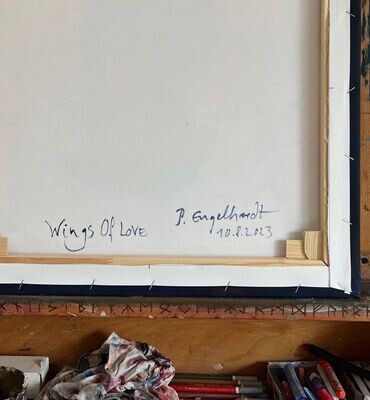 Wings Of Love
P. Engelhardt
10.8.2023